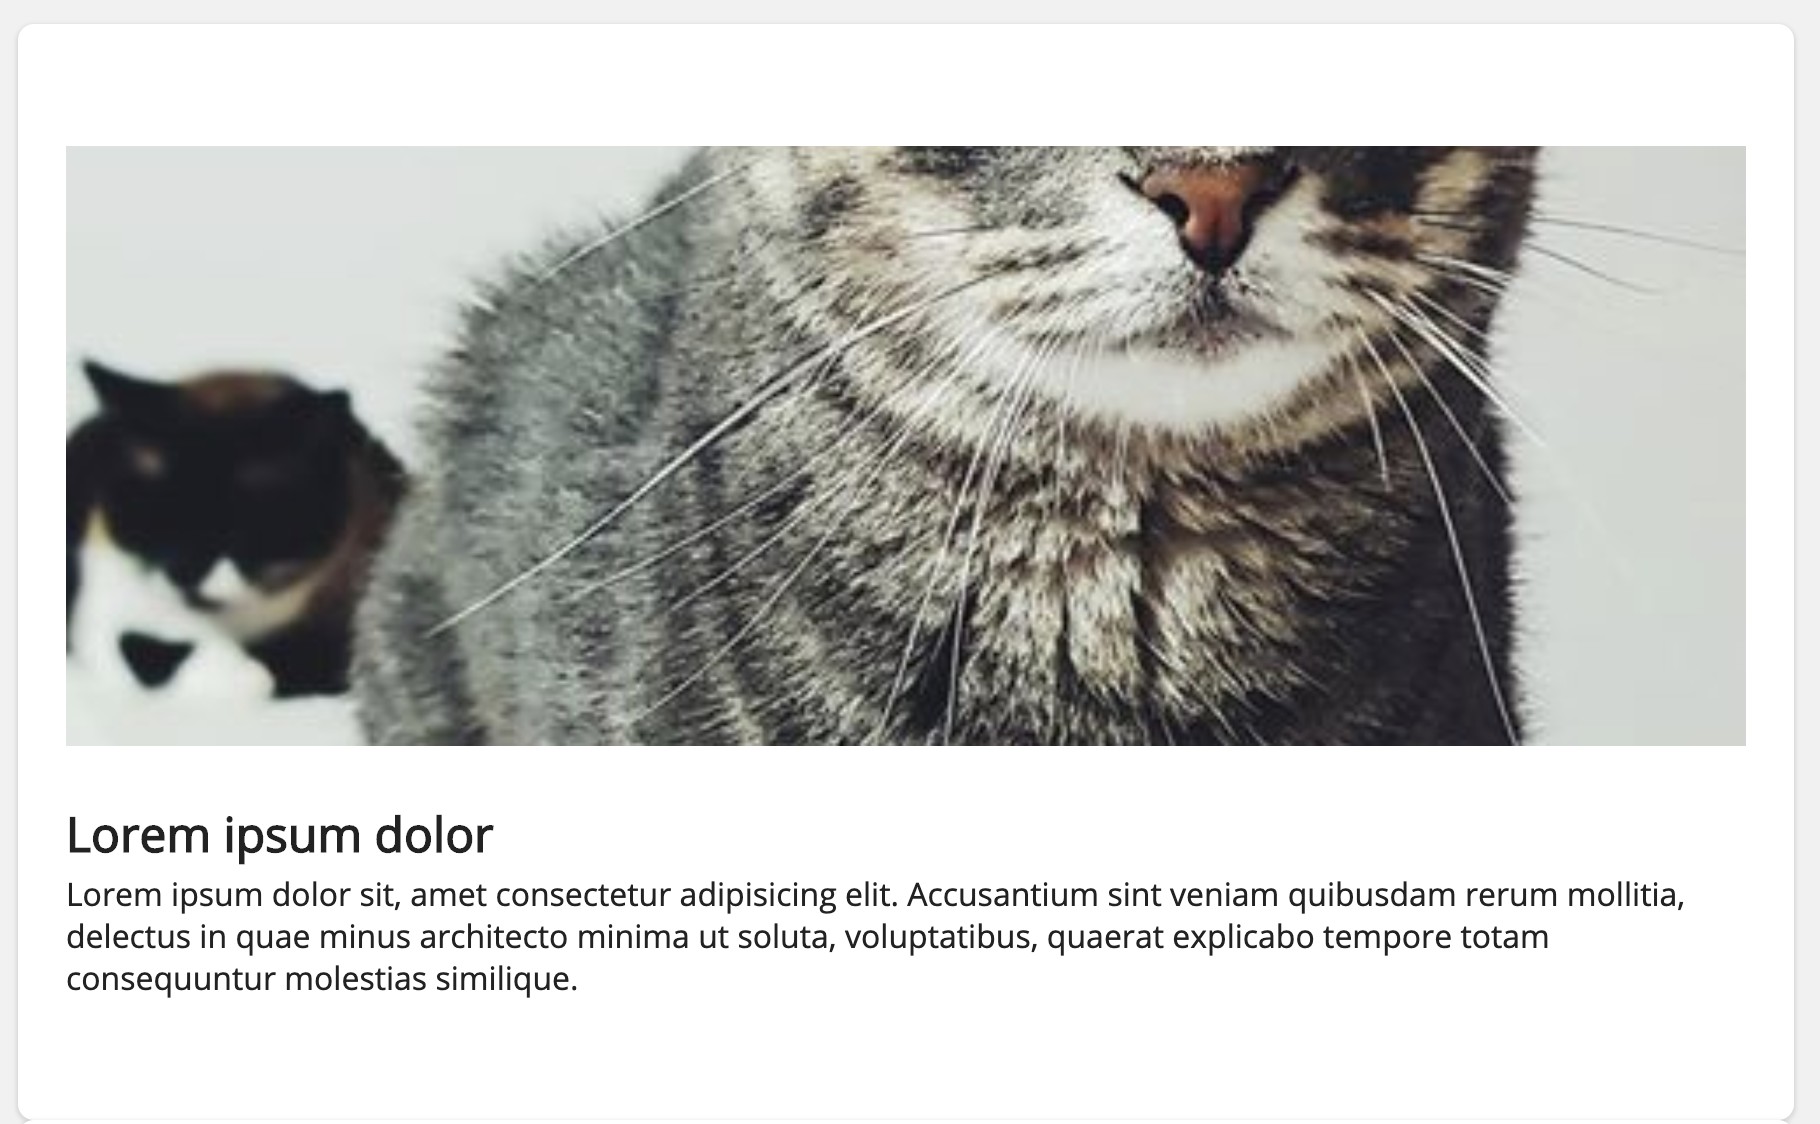 Lorem ipsum dolor
Lorem ipsum dolor sit, amet consectetur adipisicing elit. Accusantium sint veniam quibusdam rerum mollitia,
delectus in quae minus architecto minima ut soluta, voluptatibus, quaerat explicabo tempore totam
consequuntur molestias similique.